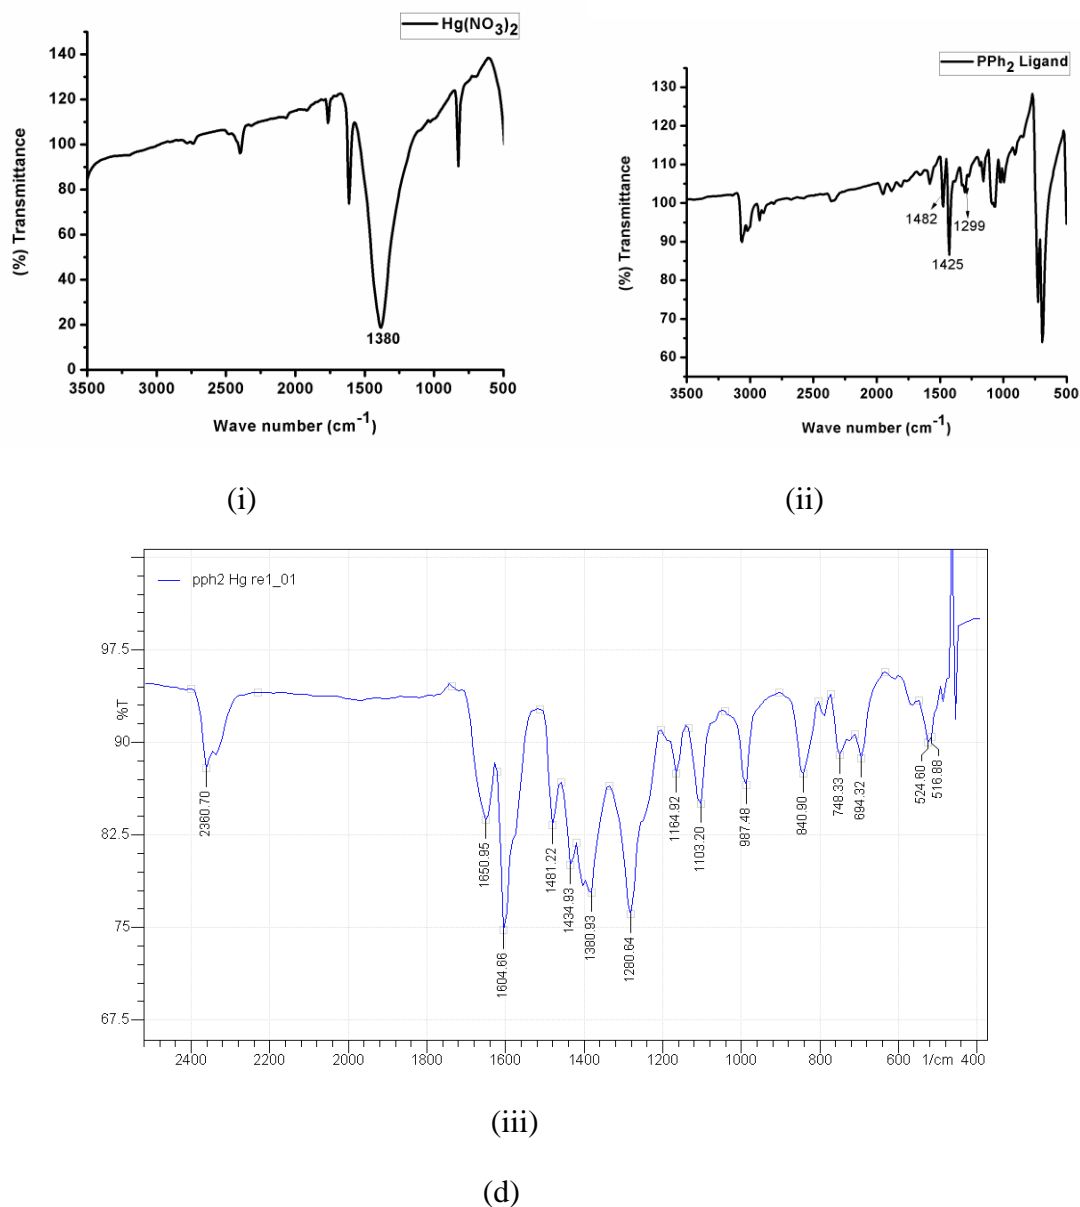 Hg(NO3)2
140
120
100
80
60
40
20
0
(%) Transmittance
1380
3500 3000 2500 2000 1500 1000 500
Wave number (cm-1)
(i)
PPh2 Ligand
130
120
110
100
90
80
70
60
(%) Transmittance
1482
1299
1425
3500 3000 2500 2000 1500 1000 500
Wave number (cm-1)
(ii)
pph2 Hg re1_01
97.5
%T
90
82.5
75
67.5
2360.70
1650.95
1604.66
1481.22
1434.93
1380.93
1280.64
1164.92
1103.20
987.48
840.90
748.33
694.32
524.60
516.88
2400 2200 2000 1800 1600 1400 1200 1000 800 600 1/cm 400
(iii)
(d)